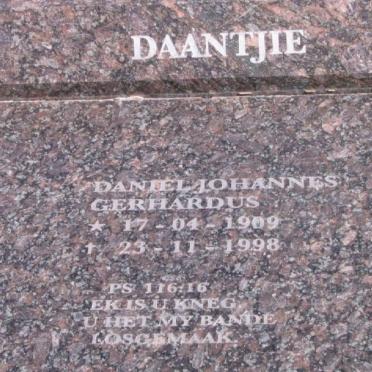 DAANTJIE
DANIEL JOHANNES
GERHARDUS
★ 17 - 04 - 1909
† 23 - 11 - 1998
PS 116:16
EK IS U KNEG,
U HET MY BANDE
LOSGEMAAK.